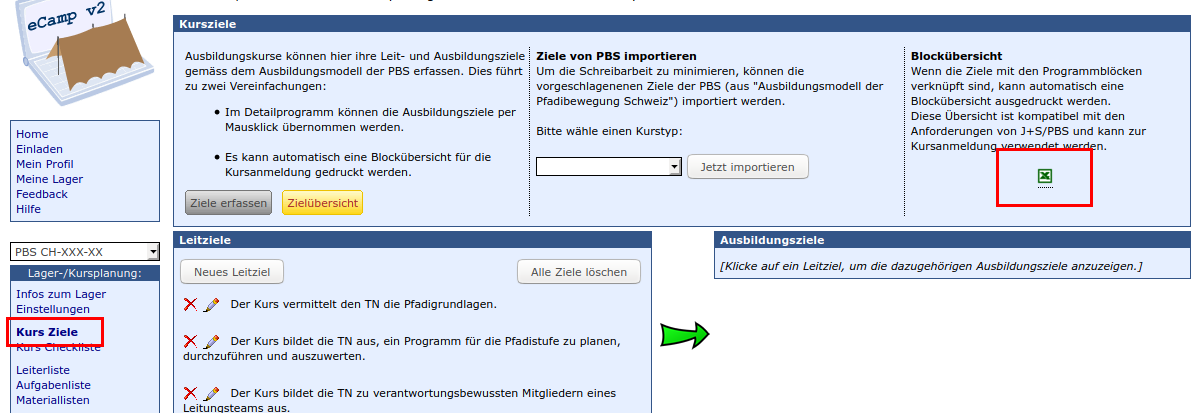 eCamp v2
Home
Einladen
Mein Profil
Meine Lager
Feedback
Hilfe
PBS CH-XXX-XX
Lager-/Kursplanung:
Infos zum Lager
Einstellungen
Kurs Ziele
Kurs Checkliste
Leiterliste
Aufgabenliste
Materiallisten
Kursziele
Ausbildungskurse können hier ihre Leit- und Ausbildungsziele
gemäss dem Ausbildungsmodell der PBS erfassen. Dies führt
zu zwei Vereinfachungen:
Im Detailprogramm können die Ausbildungsziele per
Mausklick übernommen werden.
Es kann automatisch eine Blockübersicht für die
Kursanmeldung gedruckt werden.
Ziele erfassen
Zielübersicht
Ziele von PBS importieren
Um die Schreibarbeit zu minimieren, können die
vorgeschlagenenen Ziele der PBS (aus "Ausbildungsmodell der
Pfadibewegung Schweiz") importiert werden.
Bitte wähle einen Kurstyp:
Jetzt importieren
Blockübersicht
Wenn die Ziele mit den Programmblöcken
verknüpft sind, kann automatisch eine
Blockübersicht ausgedruckt werden.
Diese Übersicht ist kompatibel mit den
Anforderungen von J+S/PBS und kann zur
Kursanmeldung verwendet werden.
Leitziele
Neues Leitziel
Alle Ziele löschen
Der Kurs vermittelt den TN die Pfadigrundlagen.
Der Kurs bildet die TN aus, ein Programm für die Pfadistufe zu planen,
durchzuführen und auszuwerten.
Der Kurs bildet die TN zu verantwortungsbewussten Mitgliedern eines
Leitungsteams aus.
Ausbildungsziele
[Klicke auf ein Leitziel, um die dazugehörigen Ausbildungsziele anzuzeigen.]